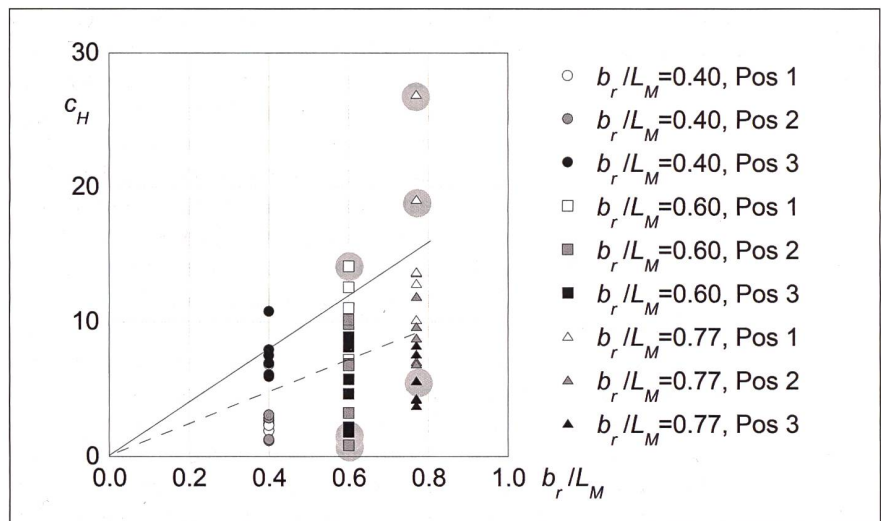 30
c_H
20
10
0
0.0 0.2 0.4 0.6 0.8 1.0 b_r/L_M
b_r/L_M=0.40, Pos 1
b_r/L_M=0.40, Pos 2
b_r/L_M=0.40, Pos 3
b_r/L_M=0.60, Pos 1
b_r/L_M=0.60, Pos 2
b_r/L_M=0.60, Pos 3
b_r/L_M=0.77, Pos 1
b_r/L_M=0.77, Pos 2
b_r/L_M=0.77, Pos 3